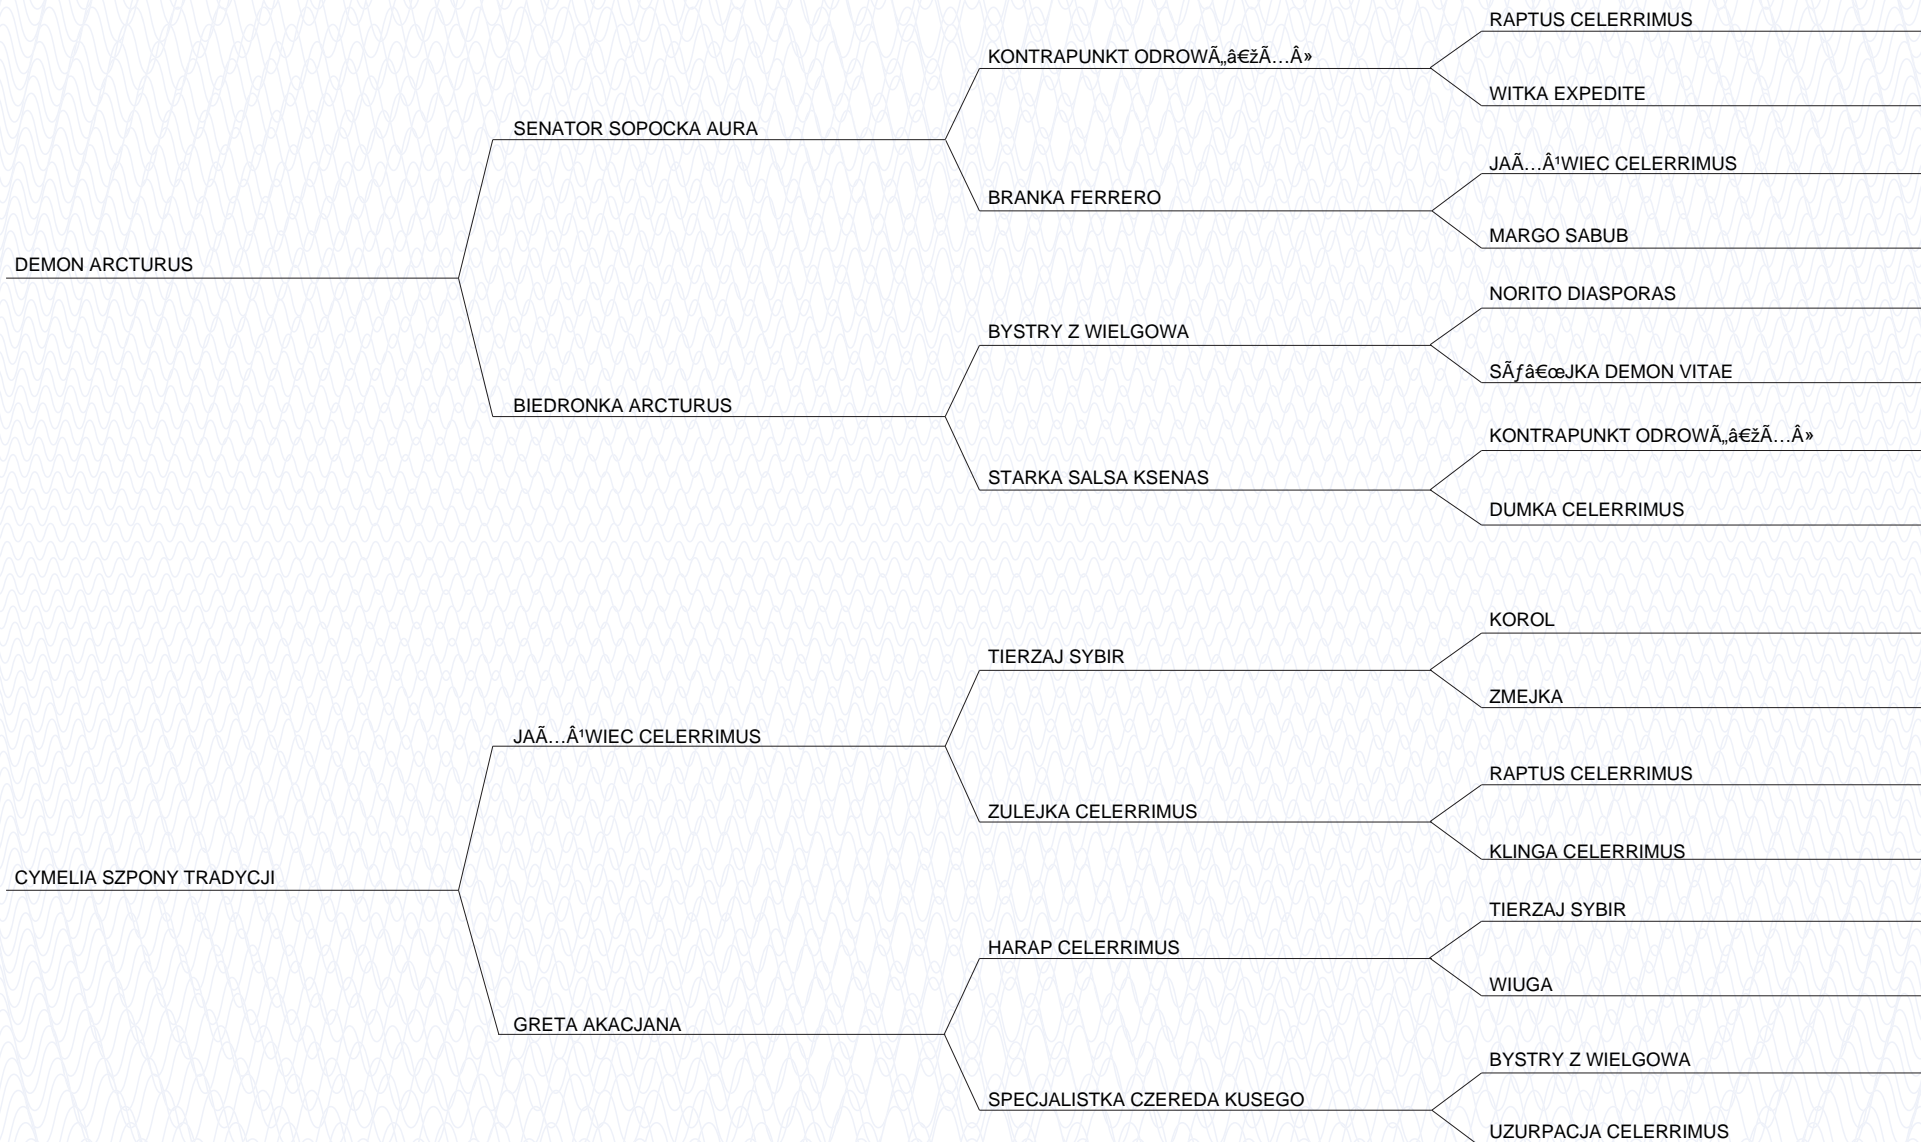 RAPTUS CELERRIMUS
KONTRAPUNKT ODROWÃ„â€žÃ…Â»
WITKA EXPEDITE
SENATOR SOPOCKA AURA
JAÃ…Â¹WIEC CELERRIMUS
BRANKA FERRERO
MARGO SABUB
DEMON ARCTURUS
NORITO DIASPORAS
BYSTRY Z WIELGOWA
SÃƒâ€œJKA DEMON VITAE
BIEDRONKA ARCTURUS
KONTRAPUNKT ODROWÃ„â€žÃ…Â»
STARKA SALSA KSENAS
DUMKA CELERRIMUS
KOROL
TIERZAJ SYBIR
ZMEJKA
JAÃ…Â¹WIEC CELERRIMUS
RAPTUS CELERRIMUS
ZULEJKA CELERRIMUS
KLINGA CELERRIMUS
CYMELIA SZPONY TRADYCJI
TIERZAJ SYBIR
HARAP CELERRIMUS
WIUGA
GRETA AKACJANA
BYSTRY Z WIELGOWA
SPECJALISTKA CZEREDA KUSEGO
UZURPACJA CELERRIMUS